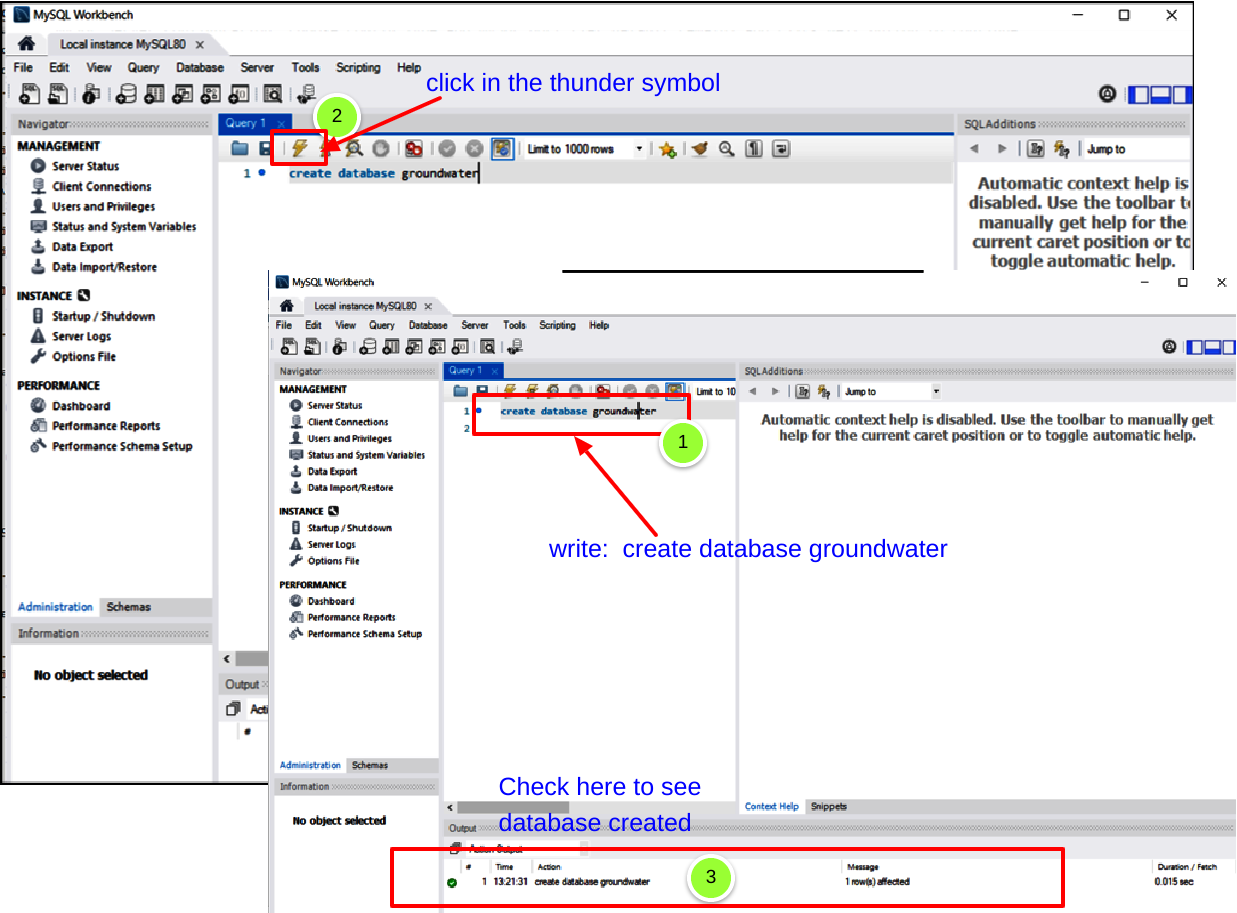 MySQL Workbench
Local instance MySQL80
File Edit View Query Database Server Tools Scripting Help
click in the thunder symbol
2
Navigator
Query 1
SQLAdditions
MANAGEMENT
Server Status
Client Connections
Users and Privileges
Status and System Variables
Data Export
Data Import/Restore
INSTANCE
Startup / Shutdown
Server Logs
Options File
PERFORMANCE
Dashboard
Performance Reports
Performance Schema Setup
Limit to 1000 rows
Jump to
1 create database groundwater
Automatic context help is
disabled. Use the toolbar t
manually get help for the
current caret position or to
toggle automatic help.
Administration Schemas
Information
No object selected
Output
Acti
#
MySQL Workbench
Local instance MySQL80
File Edit View Query Database Server Tools Scripting Help
Navigator
Query 1
SQLAdditions
MANAGEMENT
Server Status
Client Connections
Users and Privileges
Status and System Variables
Data Export
Data Import/Restore
INSTANCE
Startup / Shutdown
Server Logs
Options File
PERFORMANCE
Dashboard
Performance Reports
Performance Schema Setup
Limit to 10
Jump to
1 create database groundwater
2
1
Automatic context help is disabled. Use the toolbar to manually get
help for the current caret position or to toggle automatic help.
write: create database groundwater
Administration Schemas
Information
No object selected
Check here to see
database created
Context Help Snippets
Output
Action Output
# Time Action Message Duration / Fetch
1 13:21:31 create database groundwater 1 row(s) affected 0.015 sec
3